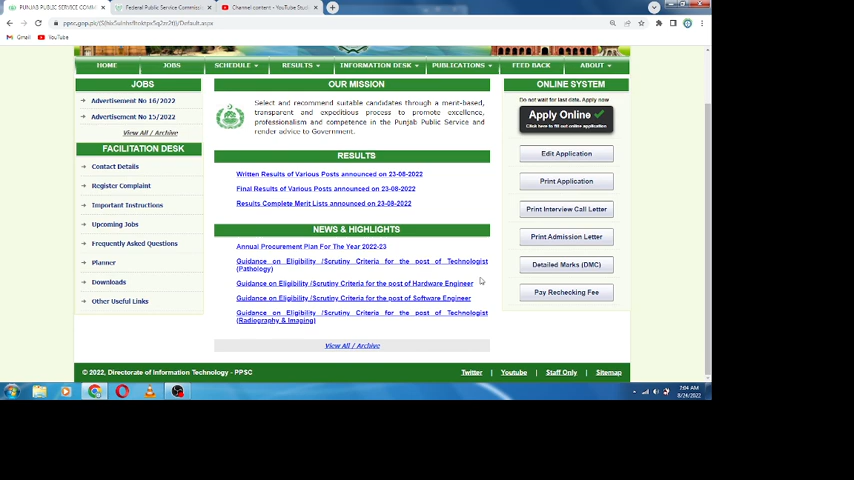 PUNJAB PUBLIC SERVICE COMM
Federal Public Service Commissi
Channel content - YouTube Stud
Gmail
YouTube
HOME
JOBS
SCHEDULE
RESULTS
INFORMATION DESK
PUBLICATIONS
FEED BACK
ABOUT
JOBS
Advertisement No 16/2022
Advertisement No 15/2022
View All / Archive
FACILITATION DESK
Contact Details
Register Complaint
Important Instructions
Upcoming Jobs
Frequently Asked Questions
Planner
Downloads
Other Useful Links
OUR MISSION
Select and recommend suitable candidates through a merit-based,
transparent and expeditious process to promote excellence,
professionalism and competence in the Punjab Public Service and
render advice to Government.
RESULTS
Written Results of Various Posts announced on 23-08-2022
Final Results of Various Posts announced on 23-08-2022
Results Complete Merit Lists announced on 23-08-2022
NEWS & HIGHLIGHTS
Annual Procurement Plan For The Year 2022-23
Guidance on Eligibility /Scrutiny Criteria for the post of Technologist
(Pathology)
Guidance on Eligibility /Scrutiny Criteria for the post of Hardware Engineer
Guidance on Eligibility /Scrutiny Criteria for the post of Software Engineer
Guidance on Eligibility /Scrutiny Criteria for the post of Technologist
(Radiography & Imaging)
View All / Archive
ONLINE SYSTEM
Do not wait for last date. Apply now
Apply Online
Click here to fill out online application
Edit Application
Print Application
Print Interview Call Letter
Print Admission Letter
Detailed Marks (DMC)
Pay Rechecking Fee
© 2022, Directorate of Information Technology - PPSC
Twitter | Youtube | Staff Only | Sitemap
7:04 AM
8/24/2022